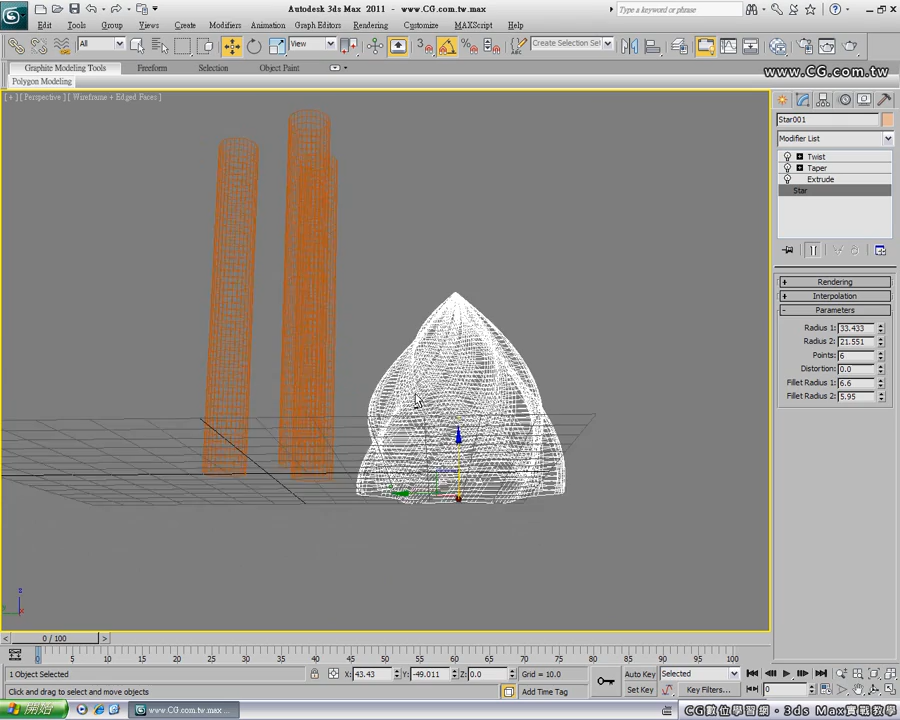 Autodesk 3ds Max 2011 - www.CG.com.tw.max
Type a keyword or phrase
Edit Tools Group Views Create Modifiers Animation Graph Editors Rendering Customize MAXScript Help
All View 3 Create Selection Set
Graphite Modeling Tools Freeform Selection Object Paint
www.CG.com.tw
Polygon Modeling
[ + ] [ Perspective ] [ Wireframe + Edged Faces ]
Star001
Modifier List
Twist
Taper
Extrude
Star
+ Rendering
+ Interpolation
- Parameters
Radius 1: 33.433
Radius 2: 21.551
Points: 6
Distortion: 0.0
Fillet Radius 1: 6.6
Fillet Radius 2: 5.95
z
x
< 0 / 100 >
0 5 10 15 20 25 30 35 40 45 50 55 60 65 70 75 80 85 90 95 100
1 Object Selected X: 43.43 Y: -49.011 Z: 0.0 Grid = 10.0 Auto Key Selected
Click and drag to select and move objects Add Time Tag Set Key Key Filters... 0
開始 www.CG.com.tw.max ... CG數位學習網-3ds Max實戰教學